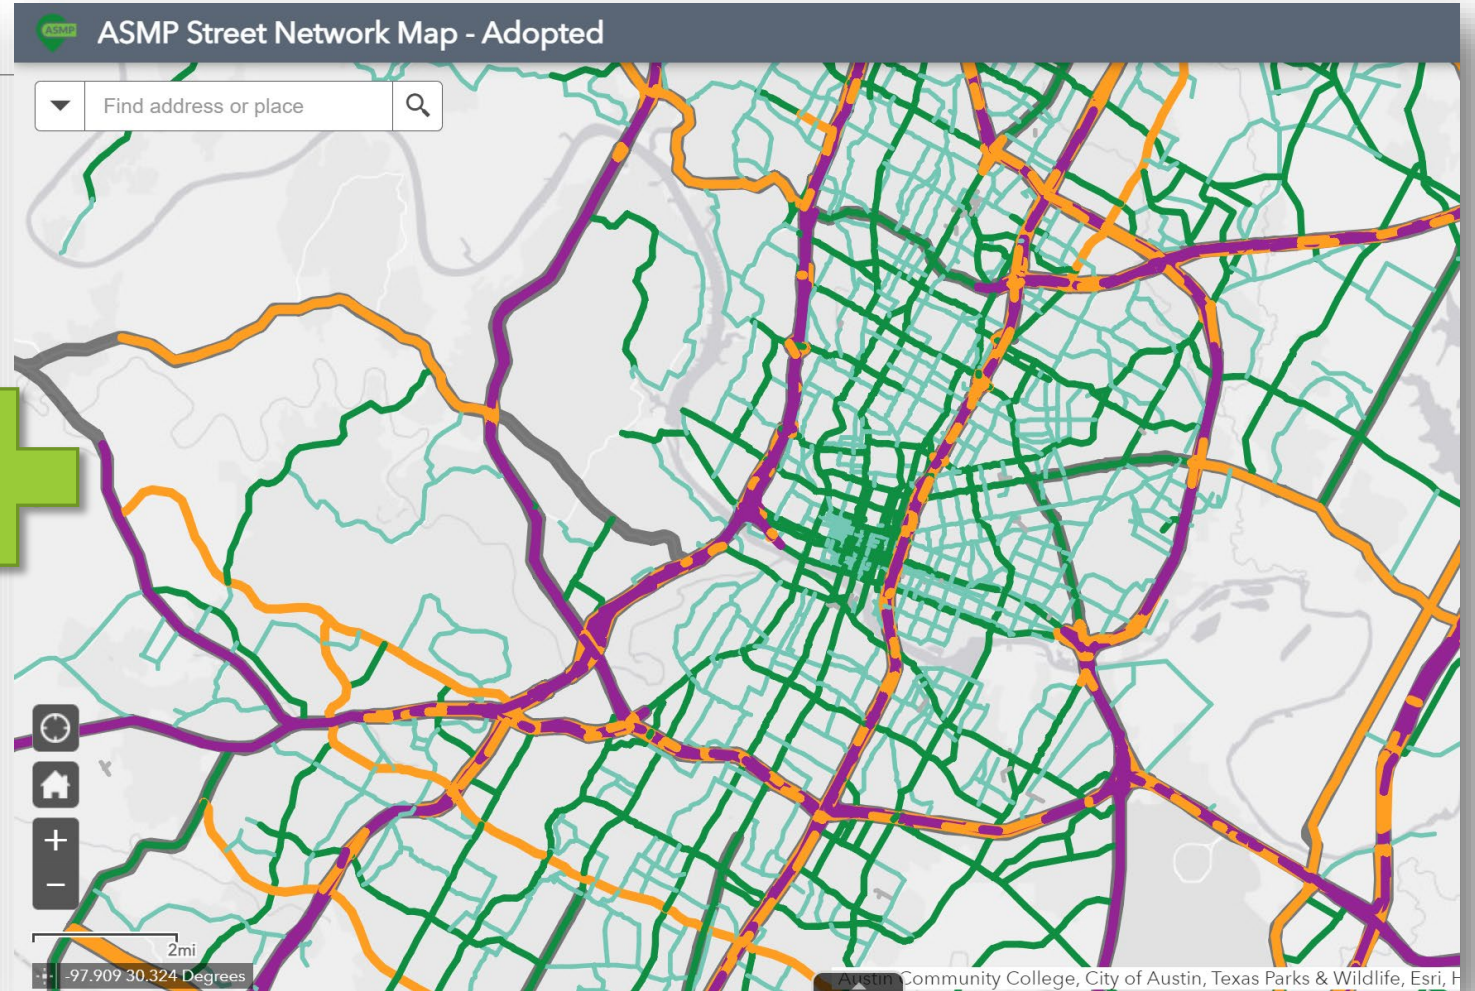 ASMP
ASMP Street Network Map - Adopted
Find address or place
+
−
2mi
-97.909 30.324 Degrees
Austin Community College, City of Austin, Texas Parks & Wildlife, Esri, H